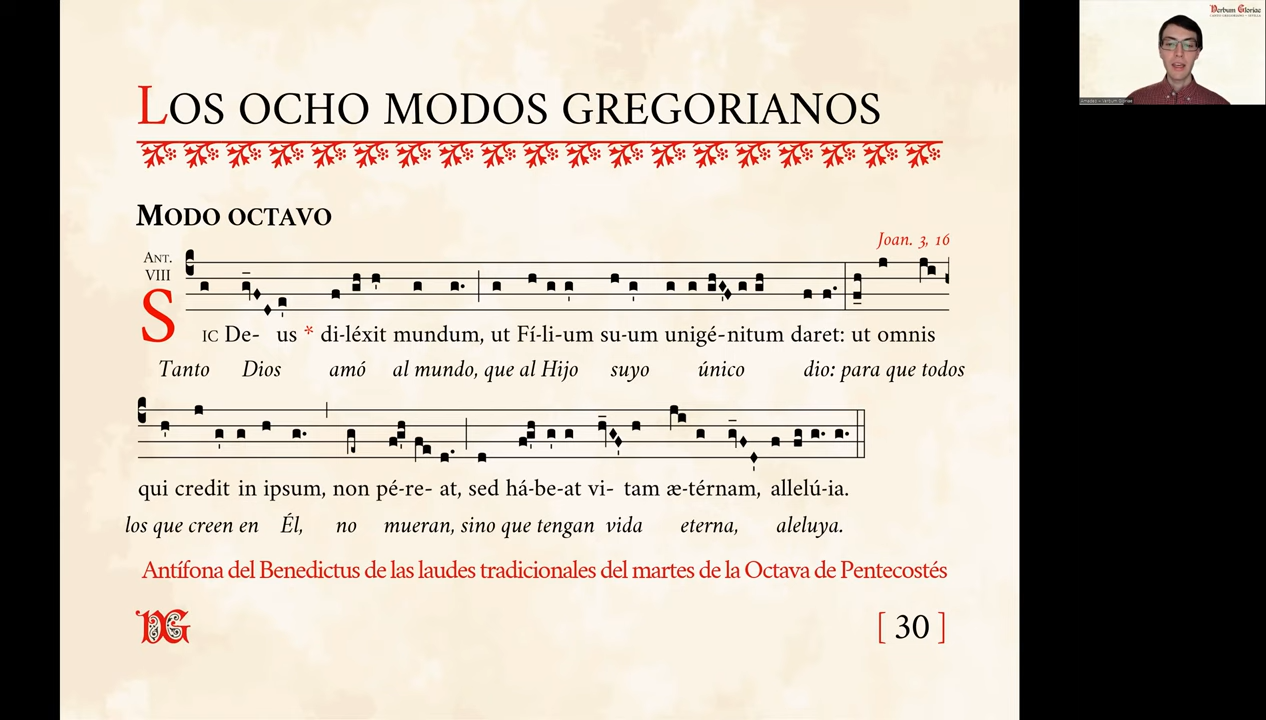 Verbum Gloriae
LOS OCHO MODOS GREGORIANOS
MODO OCTAVO
Joan. 3, 16
ANT.
VIII
SIC De- us * di-léxit mundum, ut Fí-li-um su-um unigé-nitum daret: ut omnis
Tanto Dios amó al mundo, que al Hijo suyo único dio: para que todos
qui credit in ipsum, non pé-re- at, sed há-be-at vi- tam æ-térnam, allelú-ia.
los que creen en Él, no mueran, sino que tengan vida eterna, aleluya.
Antífona del Benedictus de las laudes tradicionales del martes de la Octava de Pentecostés
VG
[ 30 ]